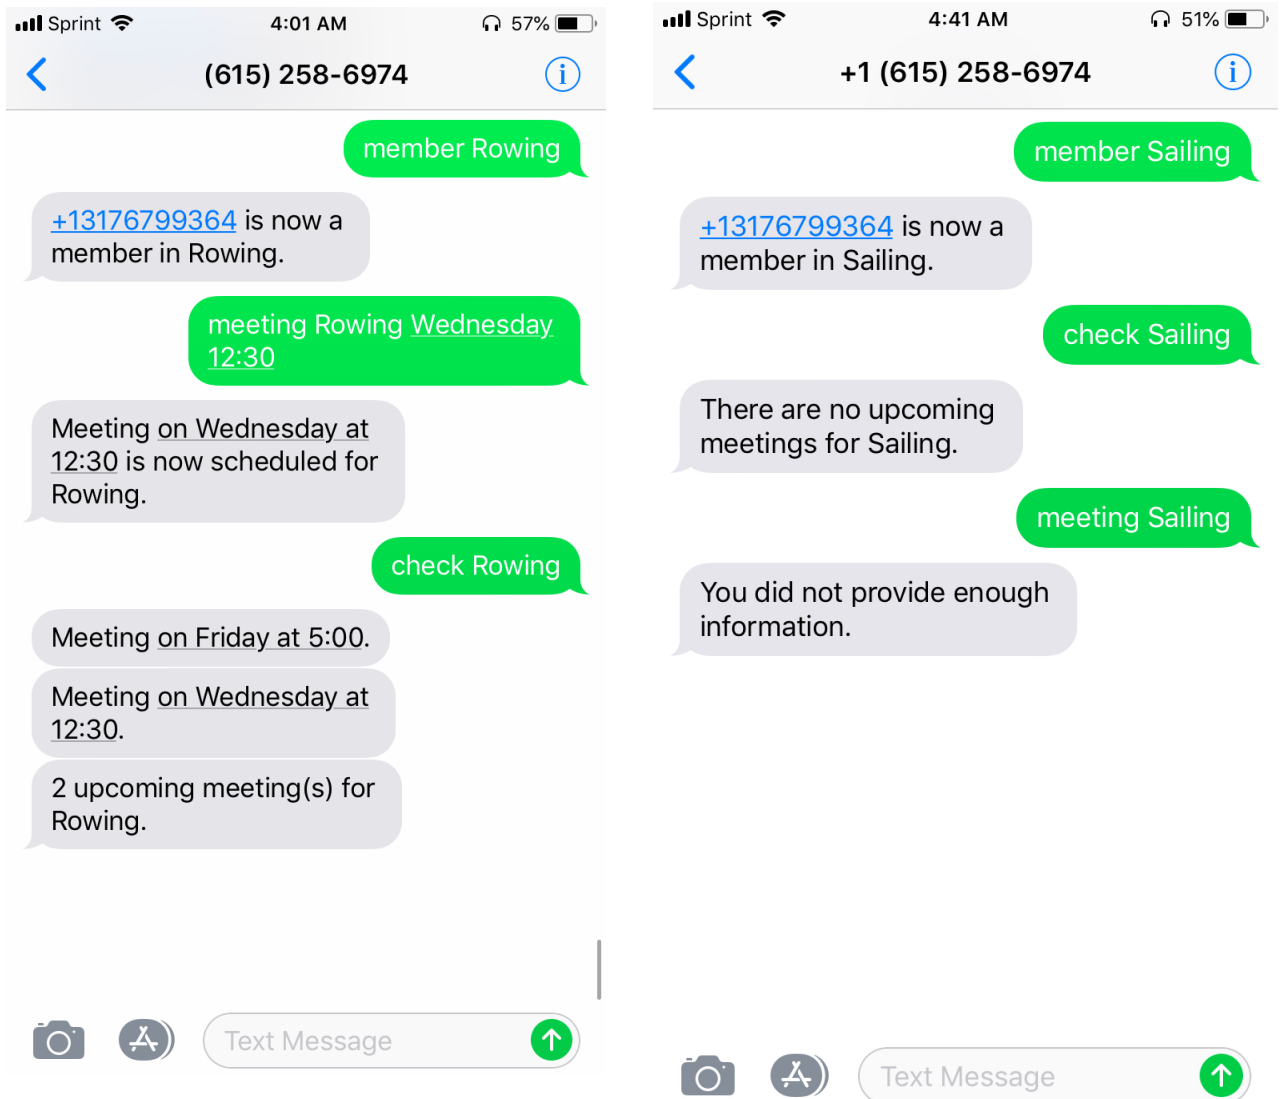 Sprint 4:01 AM 57%
(615) 258-6974
member Rowing
+13176799364 is now a
member in Rowing.
meeting Rowing Wednesday
12:30
Meeting on Wednesday at
12:30 is now scheduled for
Rowing.
check Rowing
Meeting on Friday at 5:00.
Meeting on Wednesday at
12:30.
2 upcoming meeting(s) for
Rowing.
Text Message
Sprint 4:41 AM 51%
+1 (615) 258-6974
member Sailing
+13176799364 is now a
member in Sailing.
check Sailing
There are no upcoming
meetings for Sailing.
meeting Sailing
You did not provide enough
information.
Text Message